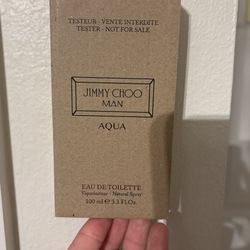 TESTEUR - VENTE INTERDITE
TESTER - NOT FOR SALE
JIMMY CHOO
MAN
AQUA
EAU DE TOILETTE
Vaporisateur - Natural Spray
100 ml ℮ 3.3 Fl.Oz.